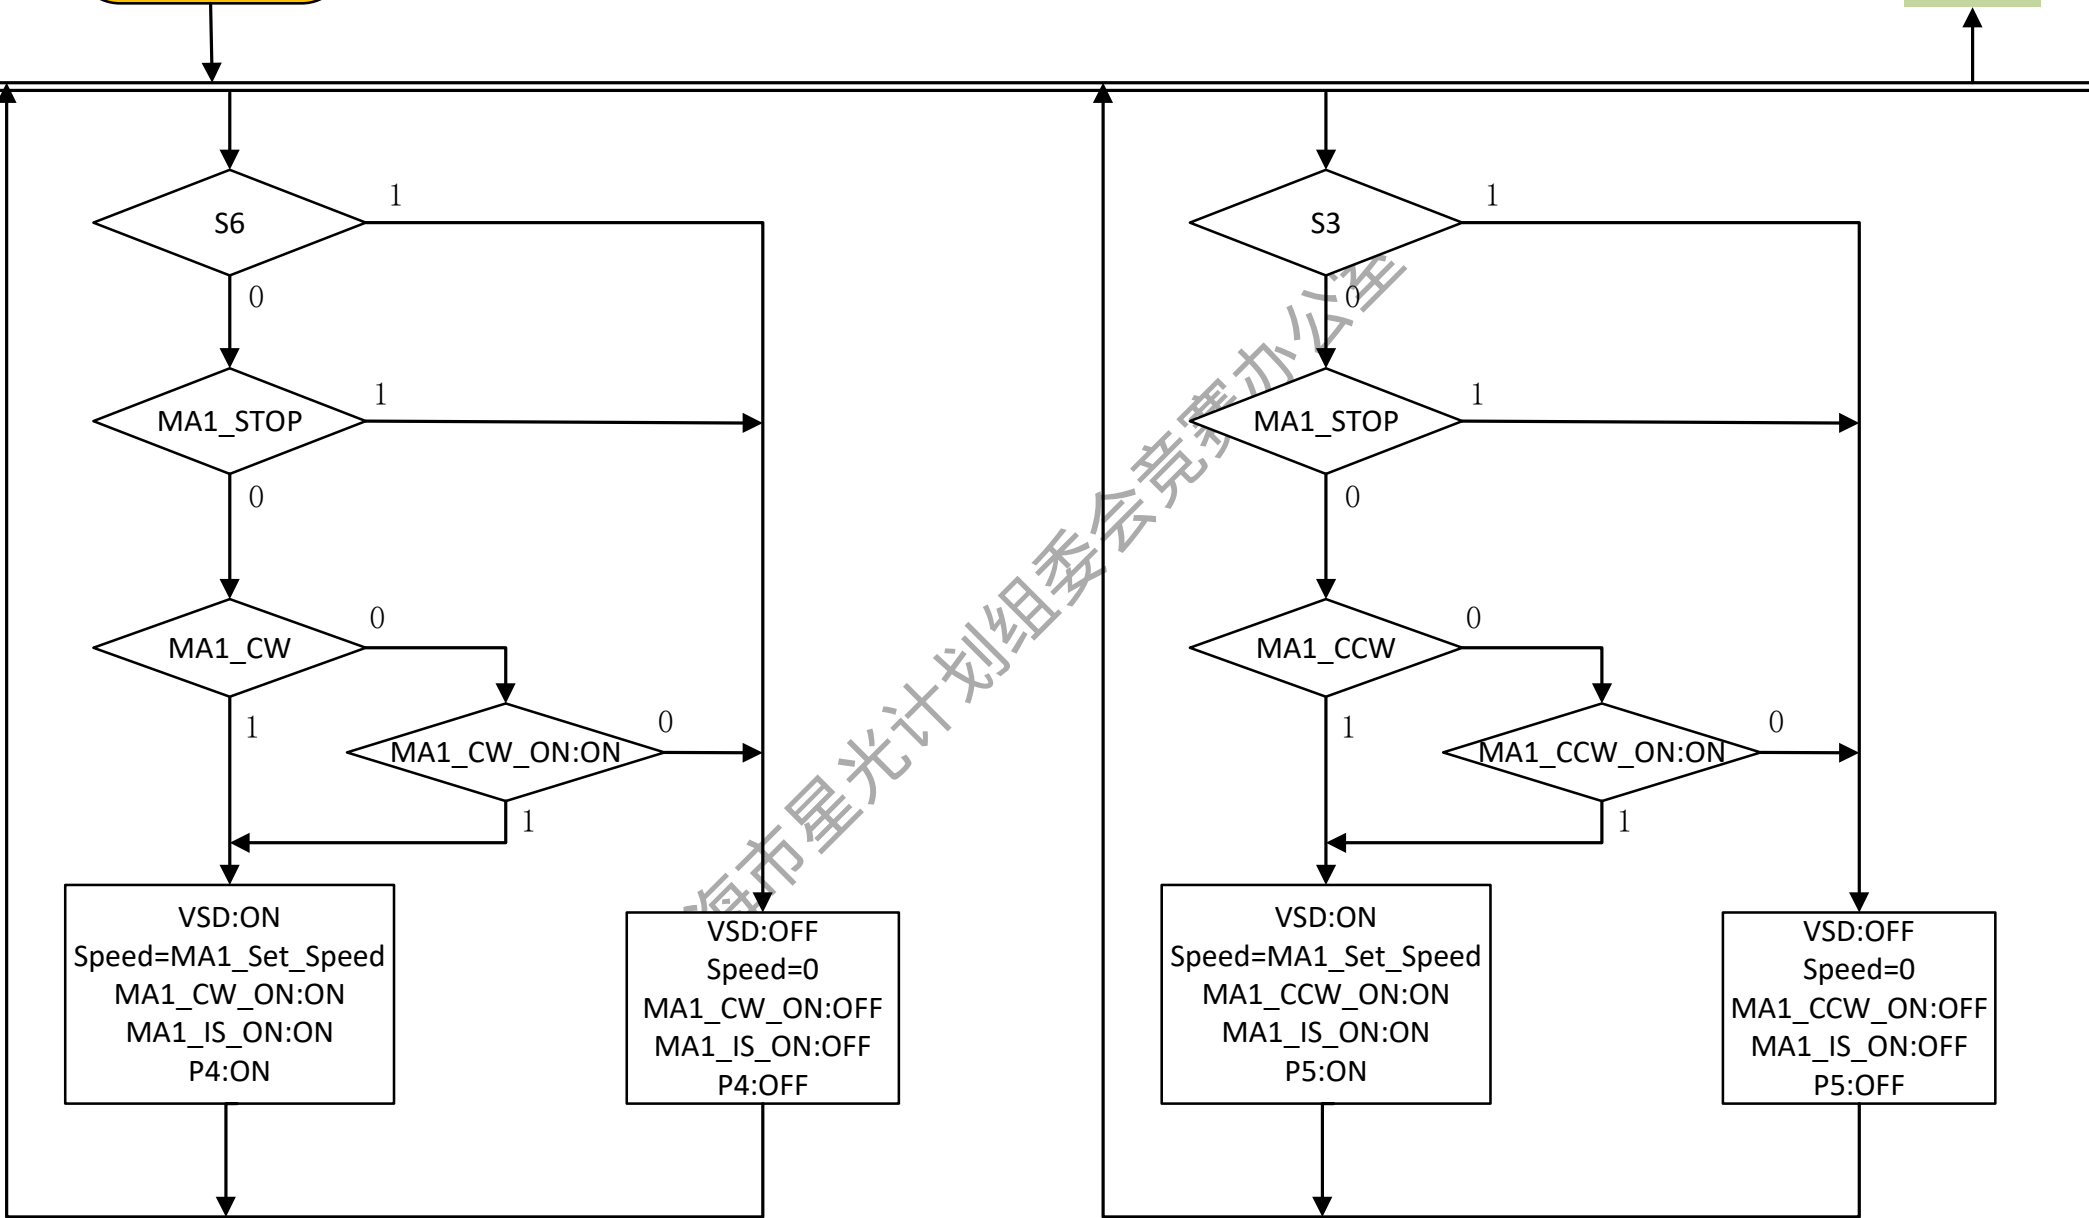 S6
1
0
MA1_STOP
1
0
MA1_CW
0
1
MA1_CW_ON:ON
0
1
VSD:ON
Speed=MA1_Set_Speed
MA1_CW_ON:ON
MA1_IS_ON:ON
P4:ON
VSD:OFF
Speed=0
MA1_CW_ON:OFF
MA1_IS_ON:OFF
P4:OFF
S3
1
0
MA1_STOP
1
0
MA1_CCW
0
1
MA1_CCW_ON:ON
0
1
VSD:ON
Speed=MA1_Set_Speed
MA1_CCW_ON:ON
MA1_IS_ON:ON
P5:ON
VSD:OFF
Speed=0
MA1_CCW_ON:OFF
MA1_IS_ON:OFF
P5:OFF
海市星光计划组委会竞赛办公室